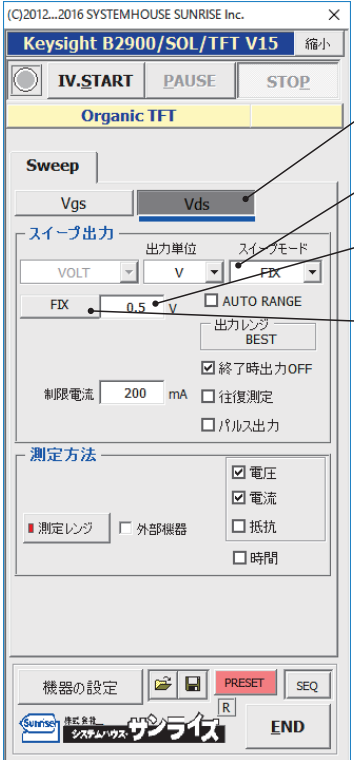 (C)2012...2016 SYSTEMHOUSE SUNRISE Inc. ×
Keysight B2900/SOL/TFT V15 縮小
IV.START PAUSE STOP
Organic TFT
Sweep
Vgs Vds
スイープ出力
出力単位 スイープモード
VOLT V FIX
FIX 0.5 V AUTO RANGE
出力レンジ
BEST
終了時出力OFF
制限電流 200 mA 往復測定
パルス出力
測定方法
電圧
電流
測定レンジ 外部機器 抵抗
時間
機器の設定 PRESET SEQ
Sunrise 株式会社 システムハウス サンライズ R END